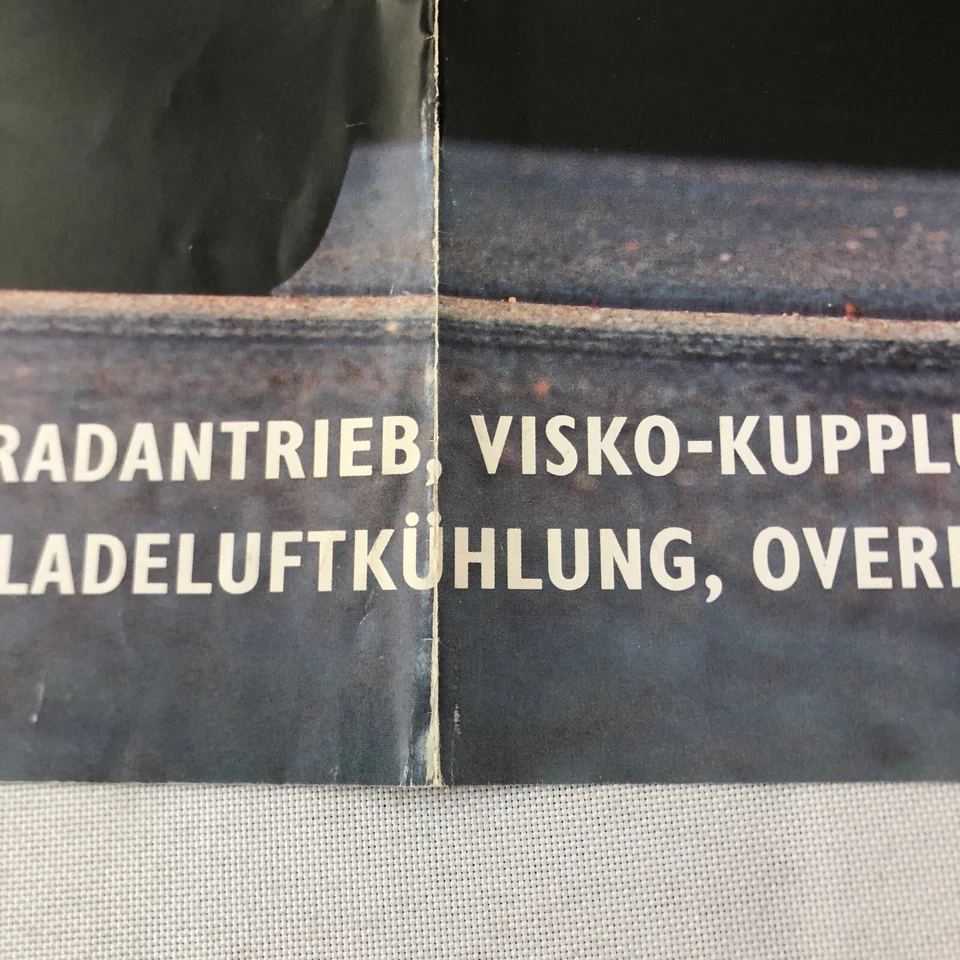 RADANTRIEB, VISKO-KUPPLU
LADELUFTKÜHLUNG, OVER